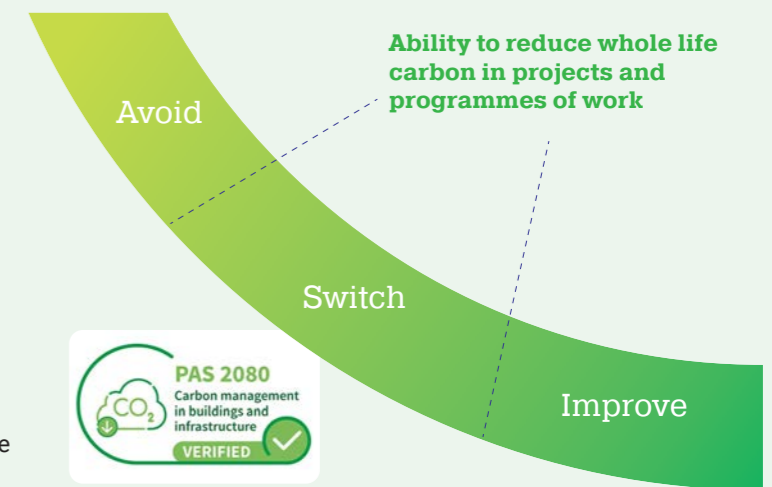 Ability to reduce whole life
carbon in projects and
programmes of work
Avoid
Switch
Improve
PAS 2080
Carbon management
in buildings and
infrastructure
VERIFIED
CO₂
e